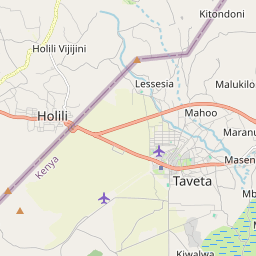 Kitondoni
Holili Vijijini
Lessesia
Malukilo
Holili
Mahoo
Maranu
Kenya
Masen
Taveta
Mb
Kiwalwa